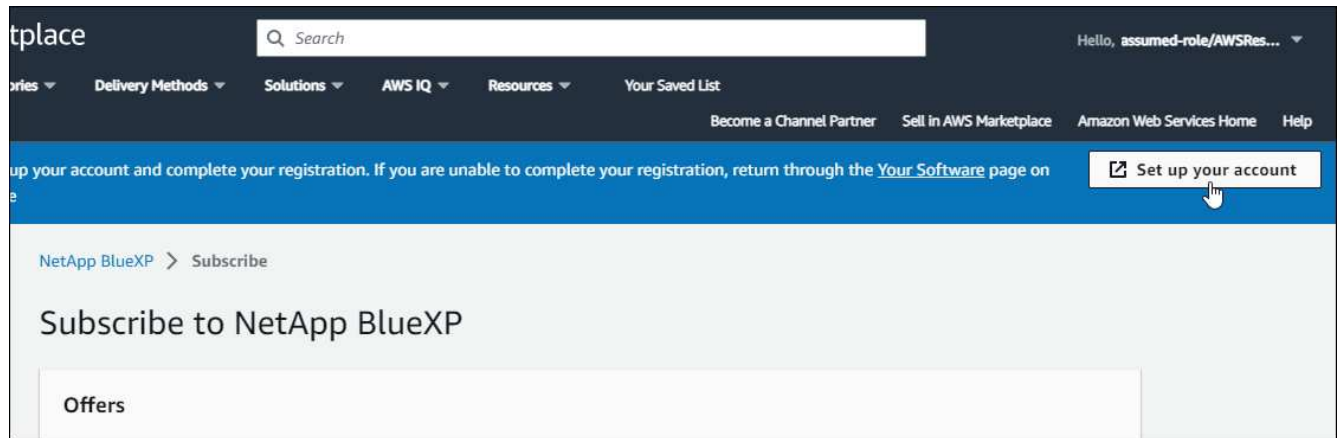 tplace Search Hello, assumed-role/AWSRes...
ories Delivery Methods Solutions AWS IQ Resources Your Saved List
Become a Channel Partner Sell in AWS Marketplace Amazon Web Services Home Help
up your account and complete your registration. If you are unable to complete your registration, return through the Your Software page on
e
Set up your account
NetApp BlueXP > Subscribe
Subscribe to NetApp BlueXP
Offers